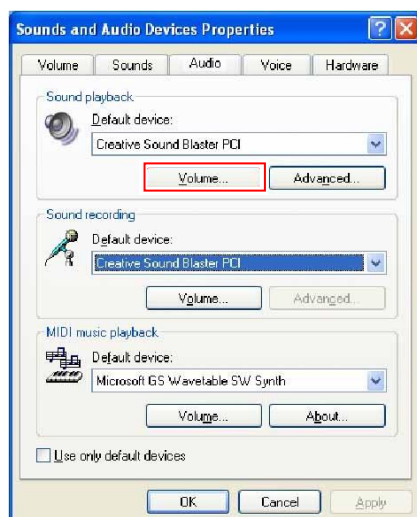 Sounds and Audio Devices Properties
Volume Sounds Audio Voice Hardware
Sound playback
Default device:
Creative Sound Blaster PCI
Volume... Advanced...
Sound recording
Default device:
Creative Sound Blaster PCI
Volume... Advanced...
MIDI music playback
Default device:
Microsoft GS Wavetable SW Synth
Volume... About...
Use only default devices
OK Cancel Apply